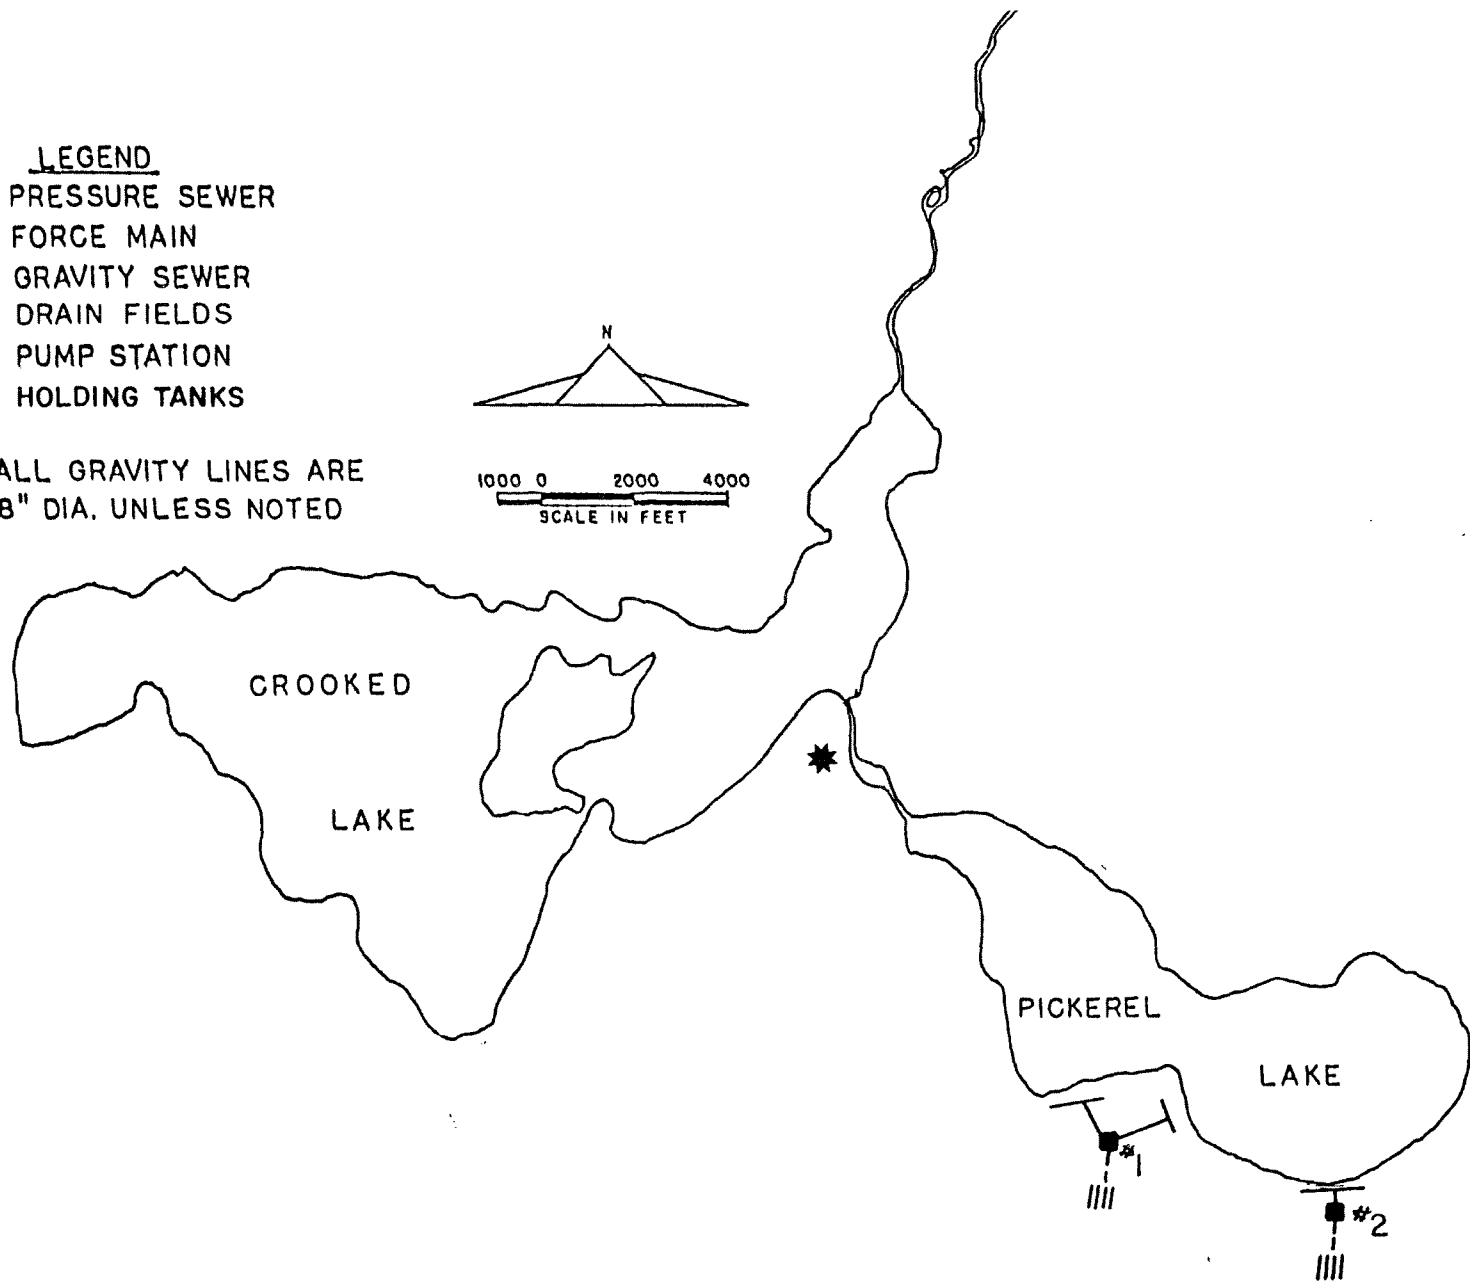 LEGEND
PRESSURE SEWER
FORCE MAIN
GRAVITY SEWER
DRAIN FIELDS
PUMP STATION
HOLDING TANKS
ALL GRAVITY LINES ARE
8" DIA. UNLESS NOTED
N
1000 0 2000 4000
SCALE IN FEET
CROOKED
LAKE
PICKEREL
LAKE
#1
#2